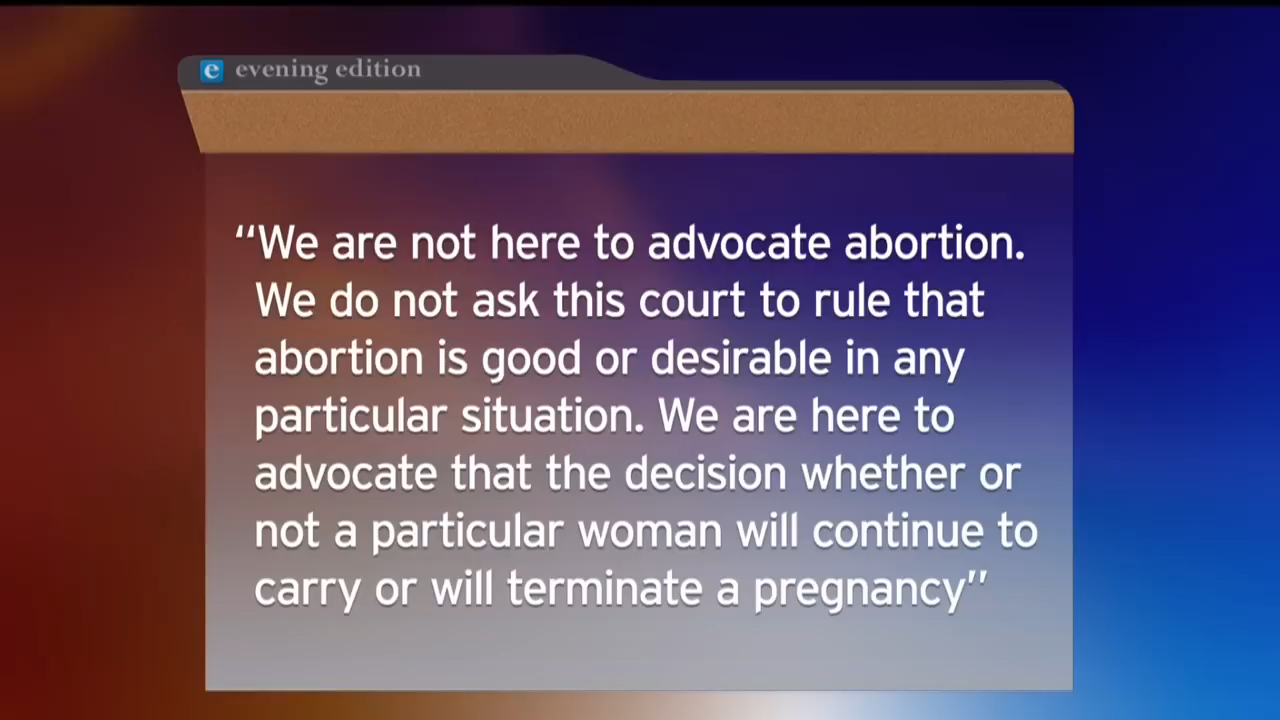 e evening edition
“We are not here to advocate abortion.
We do not ask this court to rule that
abortion is good or desirable in any
particular situation. We are here to
advocate that the decision whether or
not a particular woman will continue to
carry or will terminate a pregnancy”